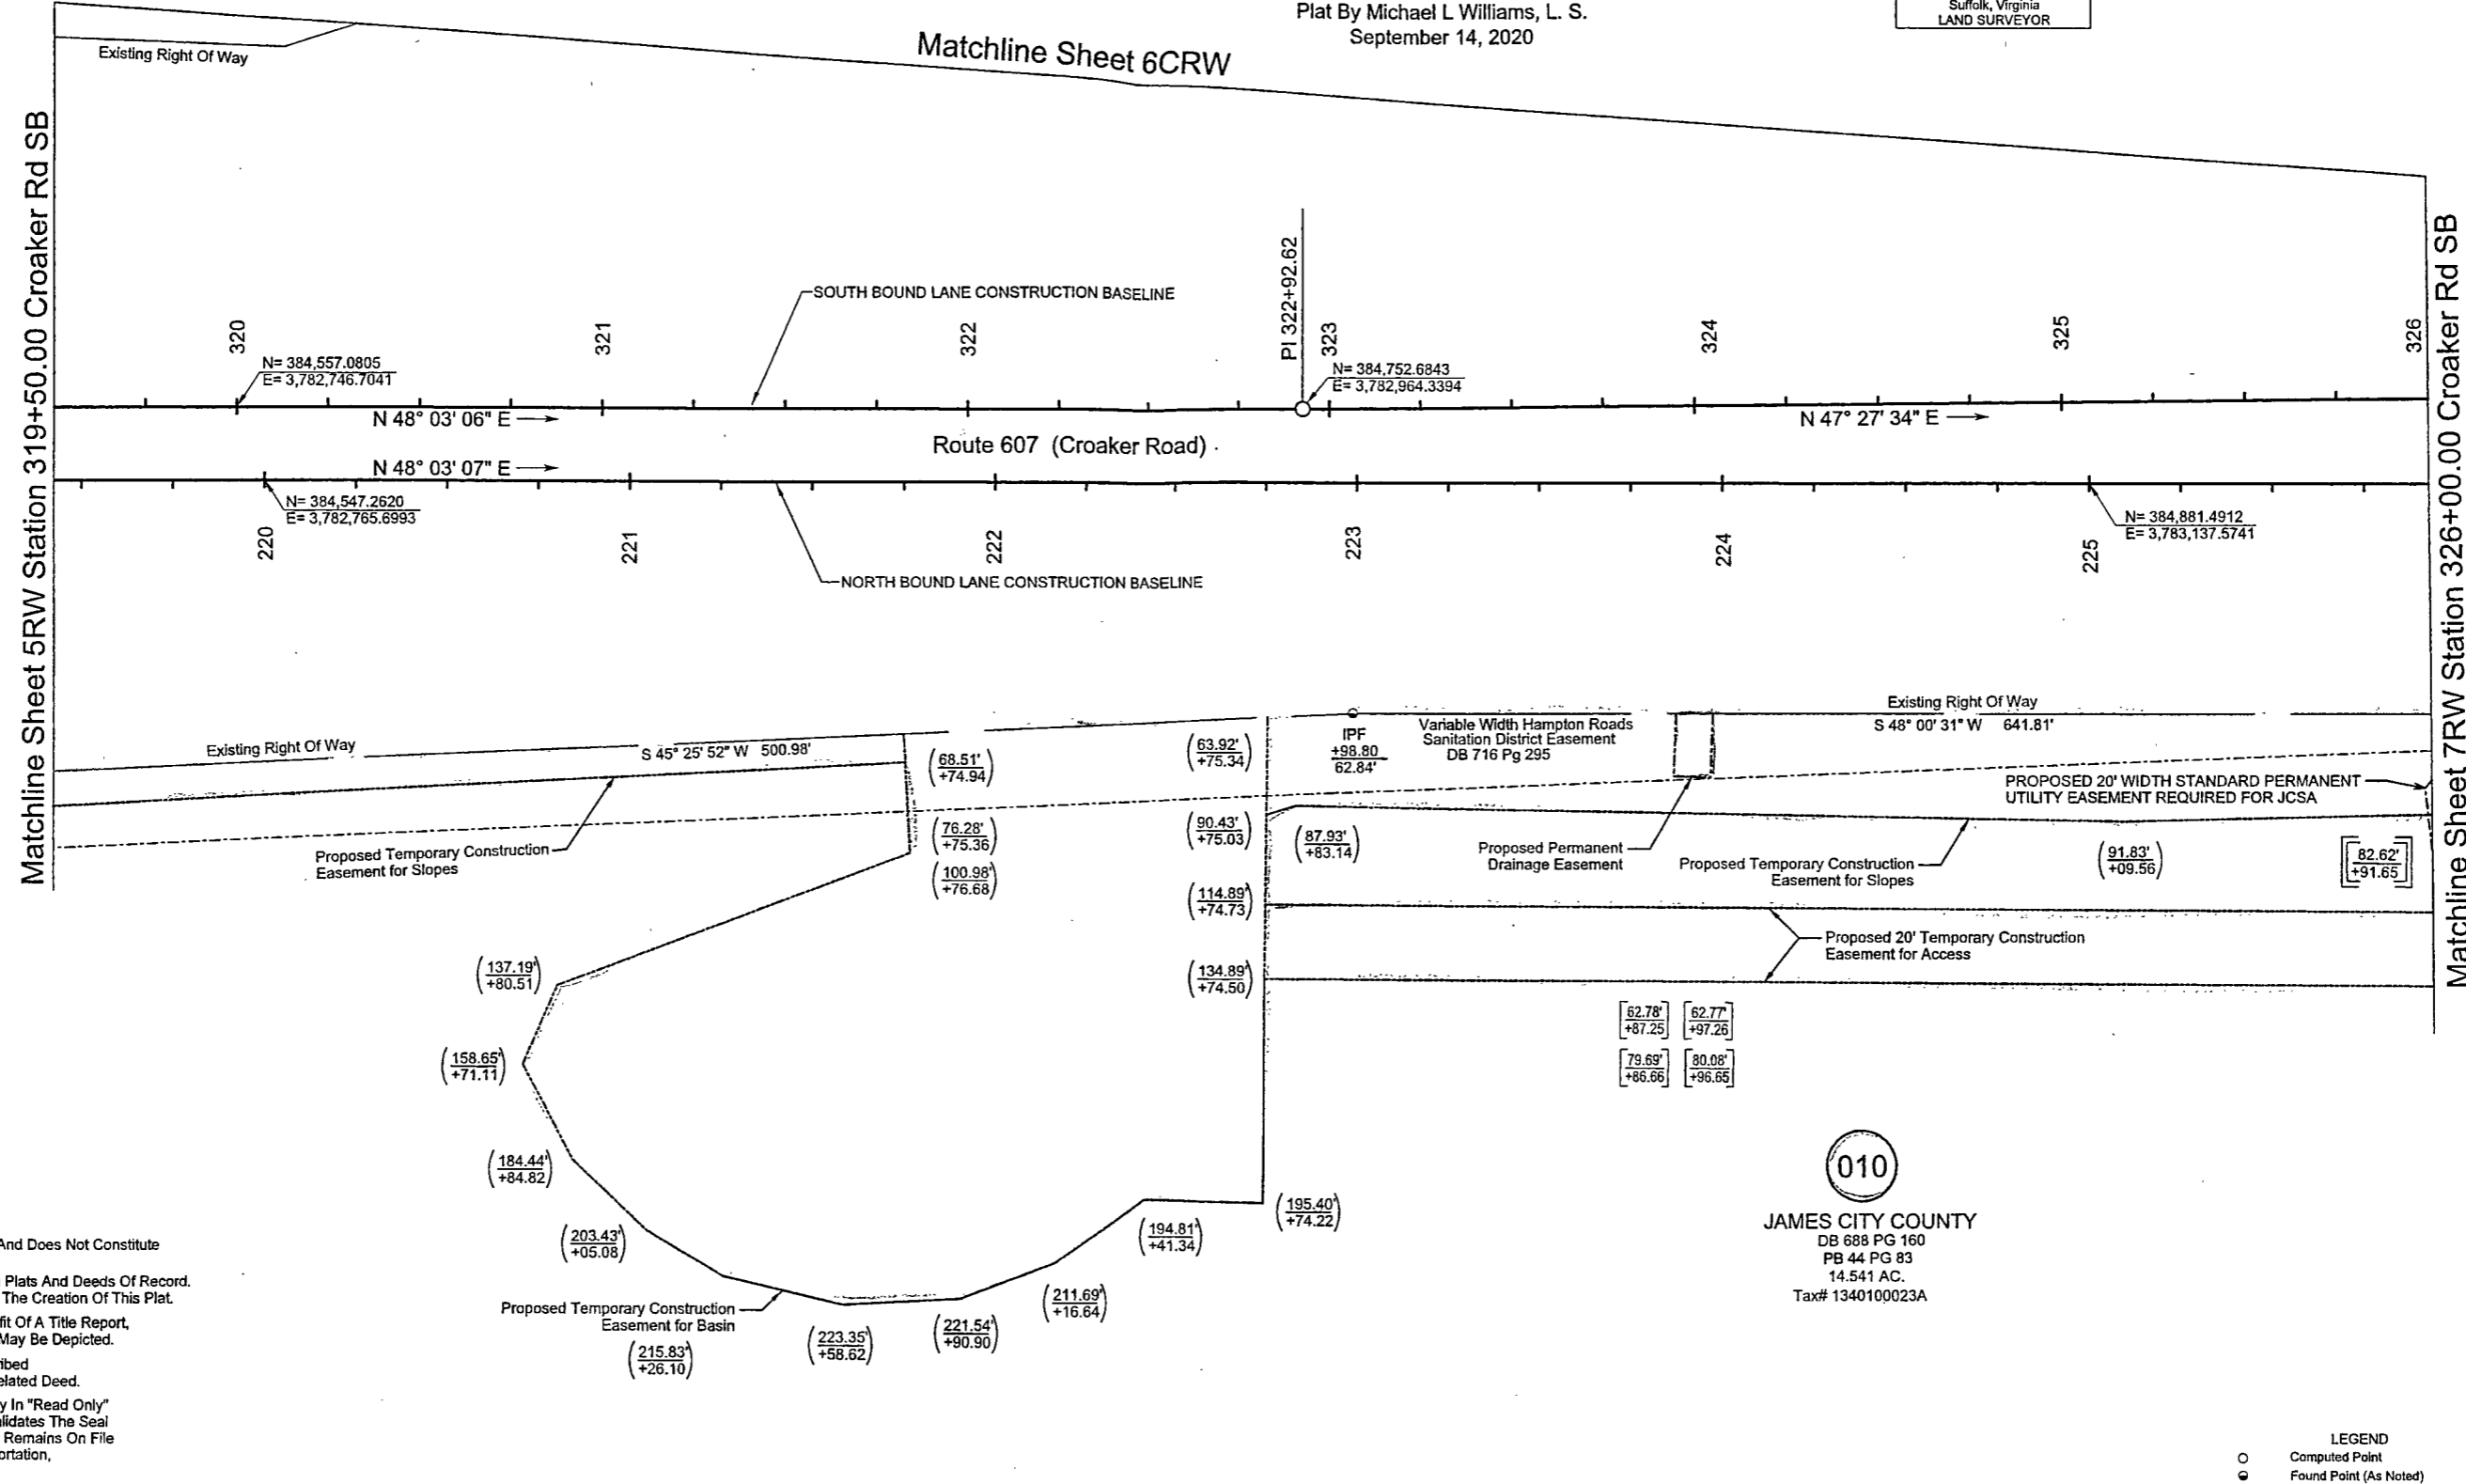 Plat By Michael L Williams, L. S.
September 14, 2020
Suffolk, Virginia
LAND SURVEYOR
Matchline Sheet 6CRW
Existing Right Of Way
Matchline Sheet 5RW Station 319+50.00 Croaker Rd SB
Matchline Sheet 7RW Station 326+00.00 Croaker Rd SB
SOUTH BOUND LANE CONSTRUCTION BASELINE
PI 322+92.62
320
321
322
323
324
325
326
N= 384,557.0805
E= 3,782,746.7041
N= 384,752.6843
E= 3,782,964.3394
N 48° 03' 06" E
N 47° 27' 34" E
Route 607 (Croaker Road)
N 48° 03' 07" E
N= 384,547.2620
E= 3,782,765.6993
N= 384,881.4912
E= 3,783,137.5741
220
221
222
223
224
225
NORTH BOUND LANE CONSTRUCTION BASELINE
Existing Right Of Way
S 45° 25' 52" W 500.98'
(68.51'
+74.94)
(63.92'
+75.34)
IPF
+98.80
62.84'
Variable Width Hampton Roads
Sanitation District Easement
DB 716 Pg 295
Existing Right Of Way
S 48° 00' 31" W 641.81'
PROPOSED 20' WIDTH STANDARD PERMANENT
UTILITY EASEMENT REQUIRED FOR JCSA
Proposed Temporary Construction
Easement for Slopes
(76.28'
+75.36)
(100.98'
+76.68)
(90.43'
+75.03)
(87.93'
+83.14)
Proposed Permanent
Drainage Easement
Proposed Temporary Construction
Easement for Slopes
(91.83'
+09.56)
[[82.62'
+91.65]]
(114.89'
+74.73)
Proposed 20' Temporary Construction
Easement for Access
(137.19'
+80.51)
(134.89'
+74.50)
[62.78'
+87.25]
[62.77'
+97.26]
[79.69'
+86.66]
[80.08'
+96.65]
(158.65'
+71.11)
(184.44'
+84.82)
(203.43'
+05.08)
(195.40'
+74.22)
(194.81'
+41.34)
(211.69'
+16.64)
(221.54'
+90.90)
(223.35'
+58.62)
(215.83'
+26.10)
Proposed Temporary Construction
Easement for Basin
010
JAMES CITY COUNTY
DB 688 PG 160
PB 44 PG 83
14.541 AC.
Tax# 1340100023A
And Does Not Constitute
Plats And Deeds Of Record.
The Creation Of This Plat.
fit Of A Title Report,
May Be Depicted.
ibed
elated Deed.
y In "Read Only"
lidates The Seal
Remains On File
ortation,
LEGEND
Computed Point
Found Point (As Noted)